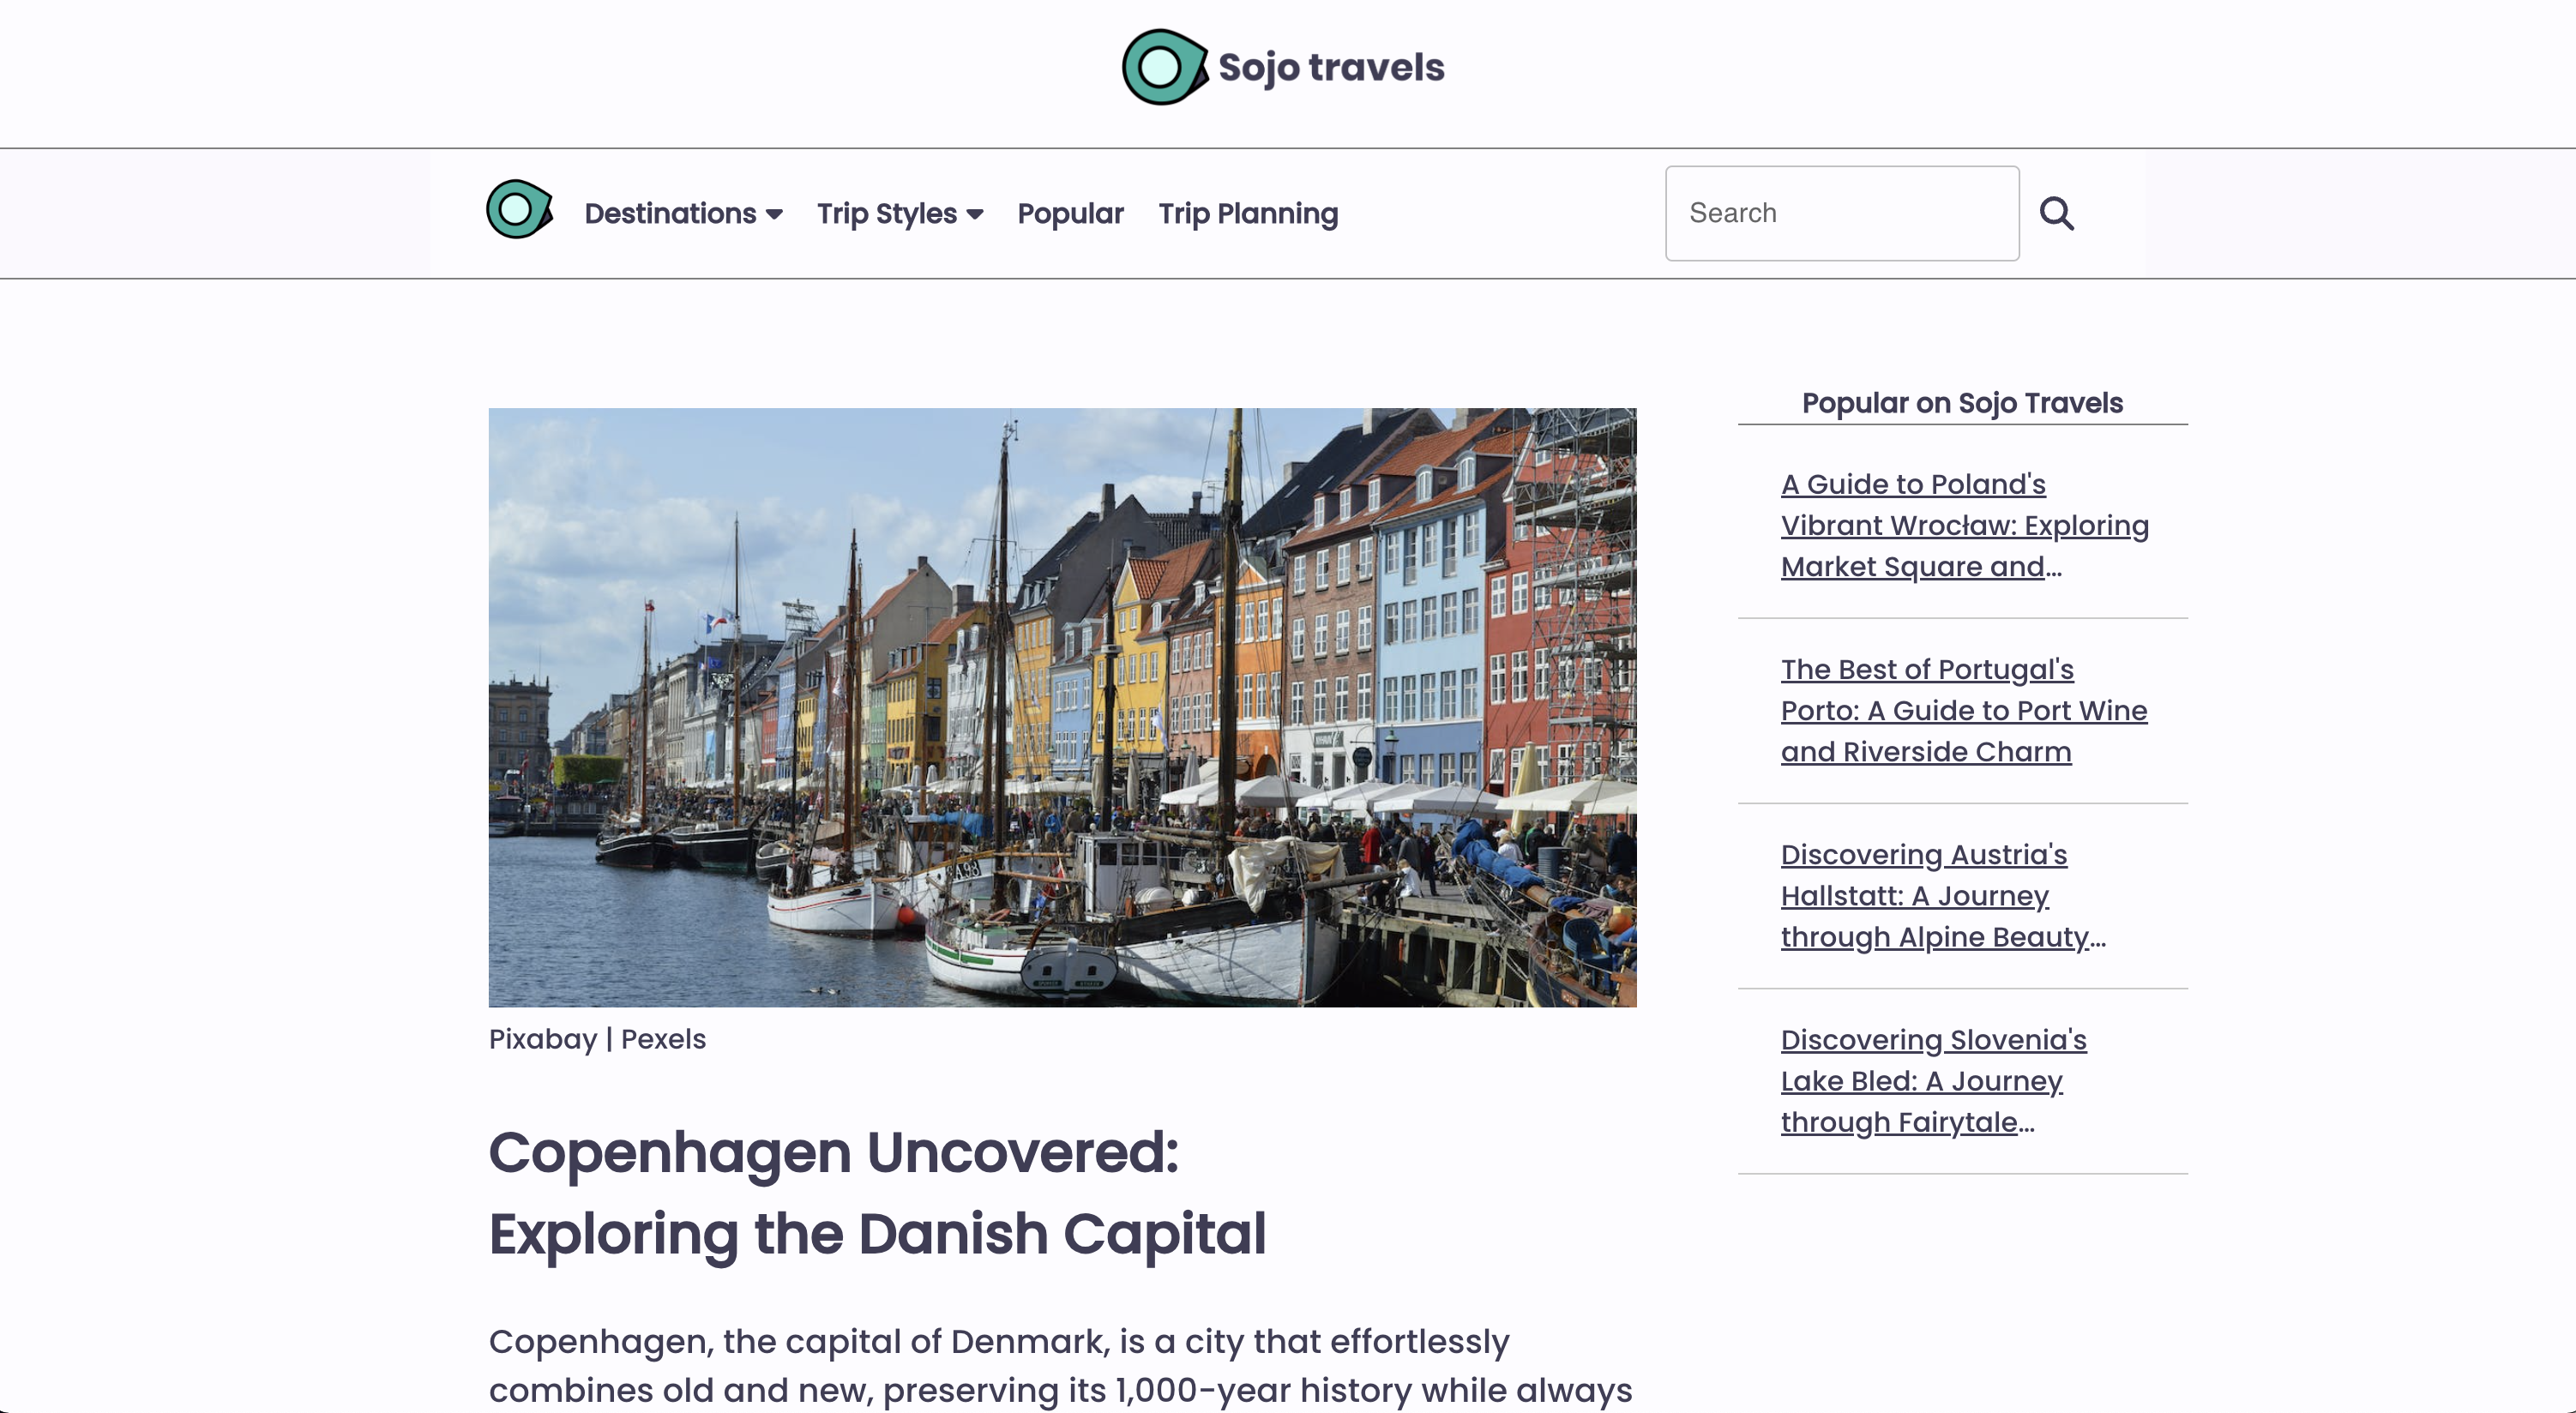 Sojo travels
Destinations
Trip Styles
Popular
Trip Planning
Search
Pixabay | Pexels
Copenhagen Uncovered:
Exploring the Danish Capital
Copenhagen, the capital of Denmark, is a city that effortlessly
combines old and new, preserving its 1,000-year history while always
Popular on Sojo Travels
A Guide to Poland's
Vibrant Wrocław: Exploring
Market Square and...
The Best of Portugal's
Porto: A Guide to Port Wine
and Riverside Charm
Discovering Austria's
Hallstatt: A Journey
through Alpine Beauty...
Discovering Slovenia's
Lake Bled: A Journey
through Fairytale...